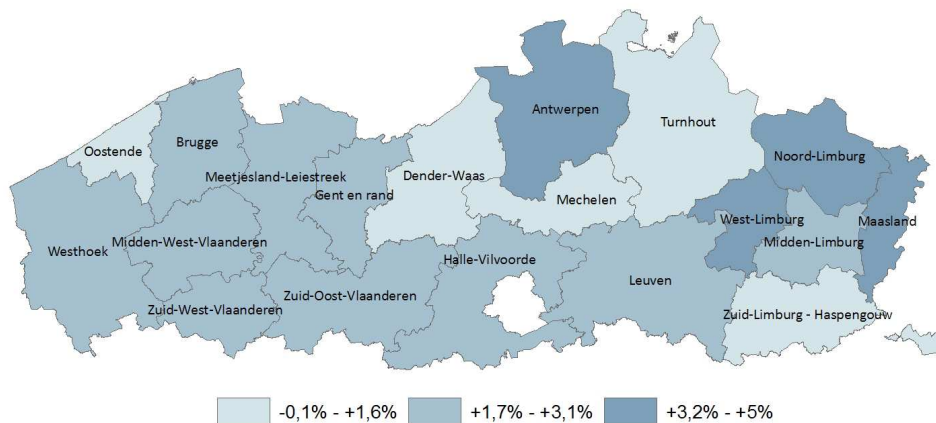 Antwerpen
Turnhout
Oostende
Brugge
Noord-Limburg
Meetjesland-Leiestreek
Dender-Waas
Gent en rand
Mechelen
West-Limburg
Maasland
Westhoek
Midden-West-Vlaanderen
Midden-Limburg
Halle-Vilvoorde
Leuven
Zuid-Oost-Vlaanderen
Zuid-West-Vlaanderen
Zuid-Limburg - Haspengouw
-0,1% - +1,6%
+1,7% - +3,1%
+3,2% - +5%